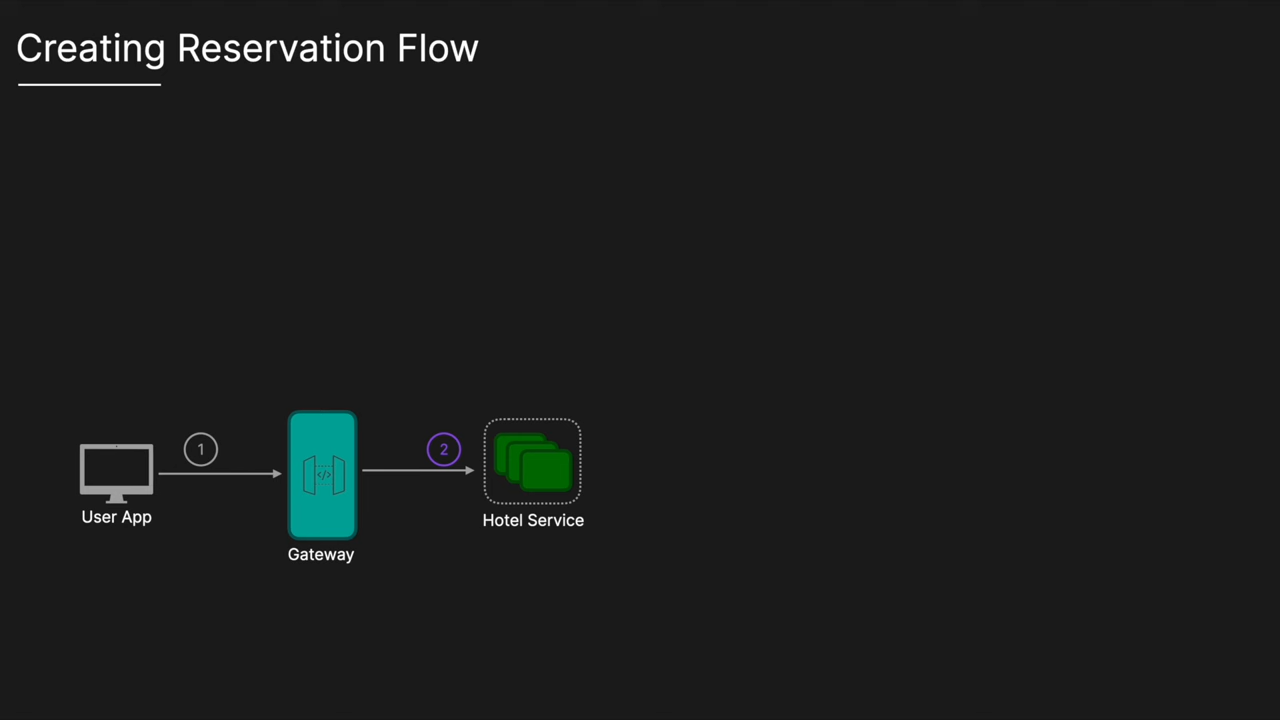 Creating Reservation Flow
1
2
</>
User App
Hotel Service
Gateway